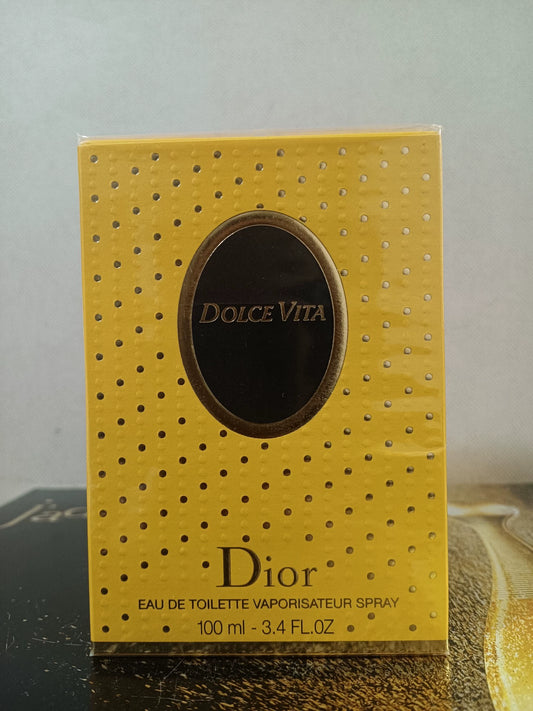 DOLCE VITA
Dior
EAU DE TOILETTE VAPORISATEUR SPRAY
100 ml - 3.4 FL.OZ